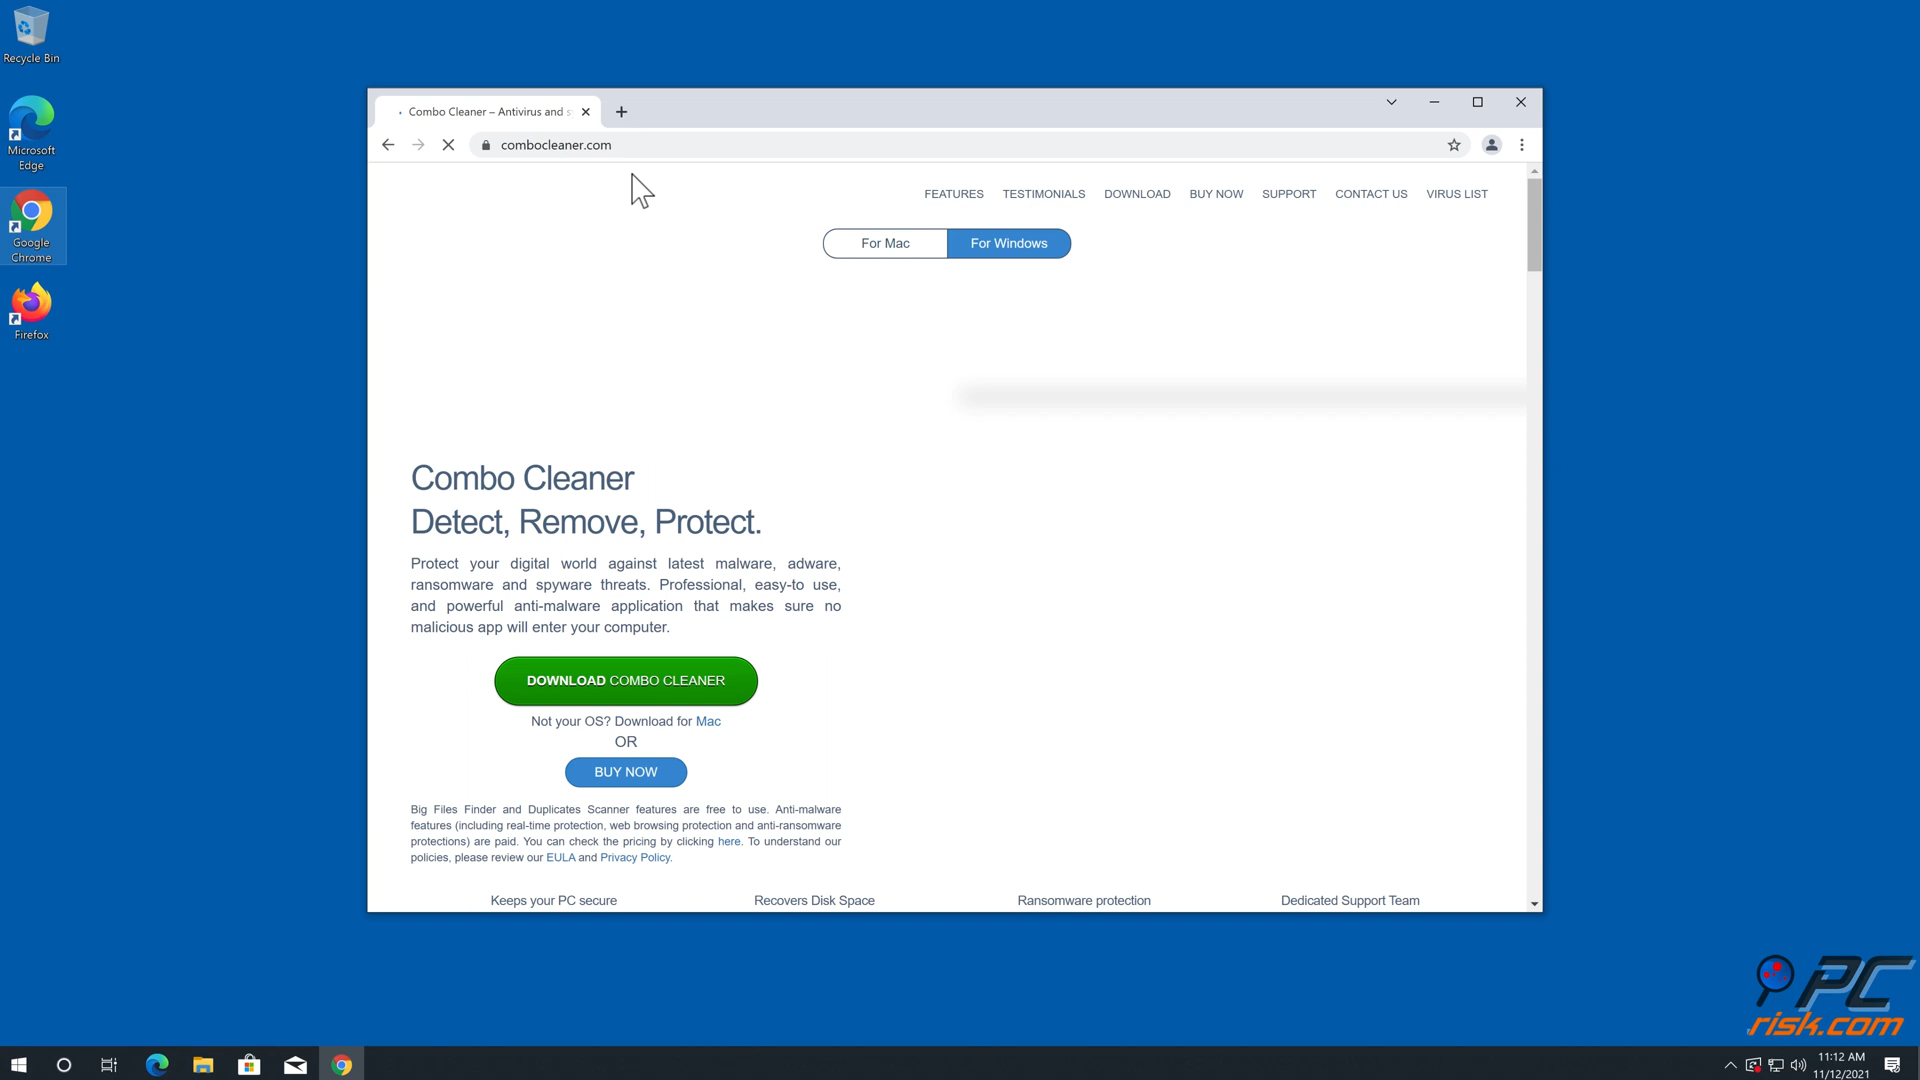 Recycle Bin
Microsoft
Edge
Google
Chrome
Firefox
Combo Cleaner – Antivirus and
combocleaner.com
FEATURES TESTIMONIALS DOWNLOAD BUY NOW SUPPORT CONTACT US VIRUS LIST
For Mac For Windows
Combo Cleaner
Detect, Remove, Protect.
Protect your digital world against latest malware, adware,
ransomware and spyware threats. Professional, easy-to use,
and powerful anti-malware application that makes sure no
malicious app will enter your computer.
DOWNLOAD COMBO CLEANER
Not your OS? Download for Mac
OR
BUY NOW
Big Files Finder and Duplicates Scanner features are free to use. Anti-malware
features (including real-time protection, web browsing protection and anti-ransomware
protections) are paid. You can check the pricing by clicking here. To understand our
policies, please review our EULA and Privacy Policy.
Keeps your PC secure Recovers Disk Space Ransomware protection Dedicated Support Team
PC
risk.com
11:12 AM
11/12/2021